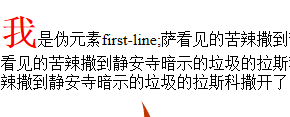 我是伪元素first-line;萨看见的苦辣撒到
看见的苦辣撒到静安寺暗示的垃圾的拉斯
辣撒到静安寺暗示的垃圾的拉斯科撒开了